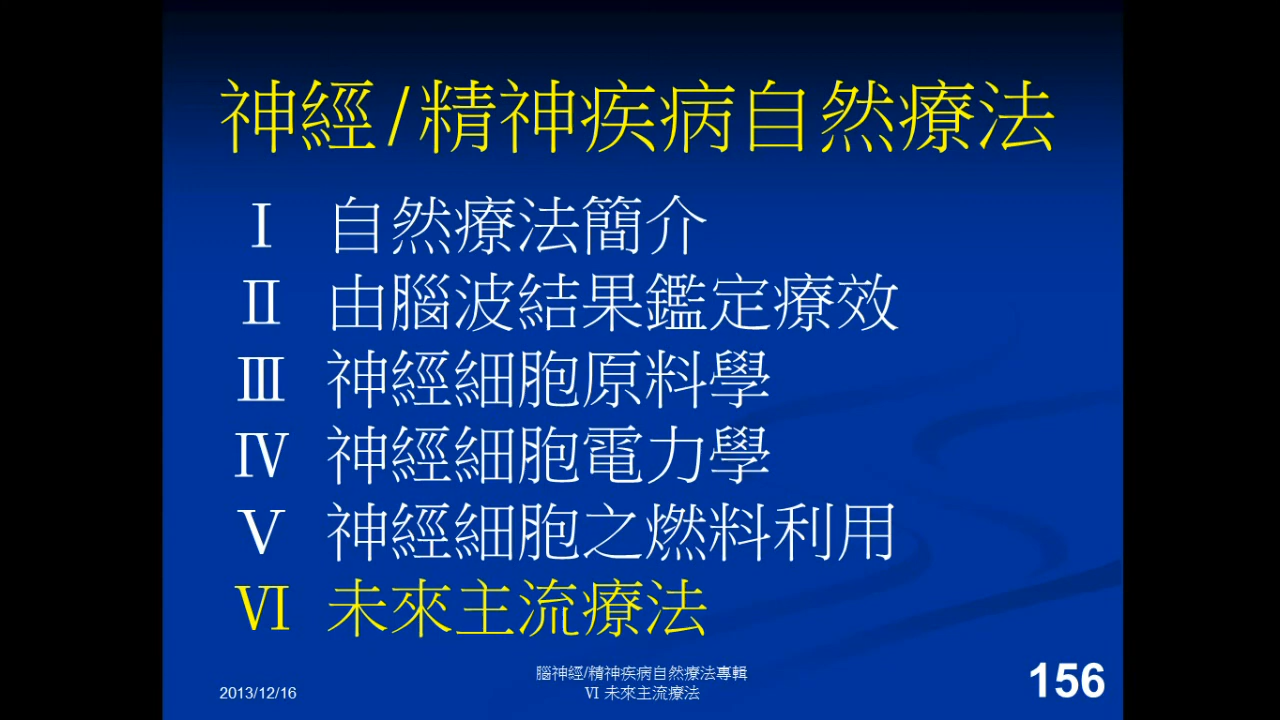 神經/精神疾病自然療法
Ⅰ 自然療法簡介
Ⅱ 由腦波結果鑑定療效
Ⅲ 神經細胞原料學
Ⅳ 神經細胞電力學
Ⅴ 神經細胞之燃料利用
Ⅵ 未來主流療法
腦神經/精神疾病自然療法專輯
2013/12/16 Ⅵ 未來主流療法 156